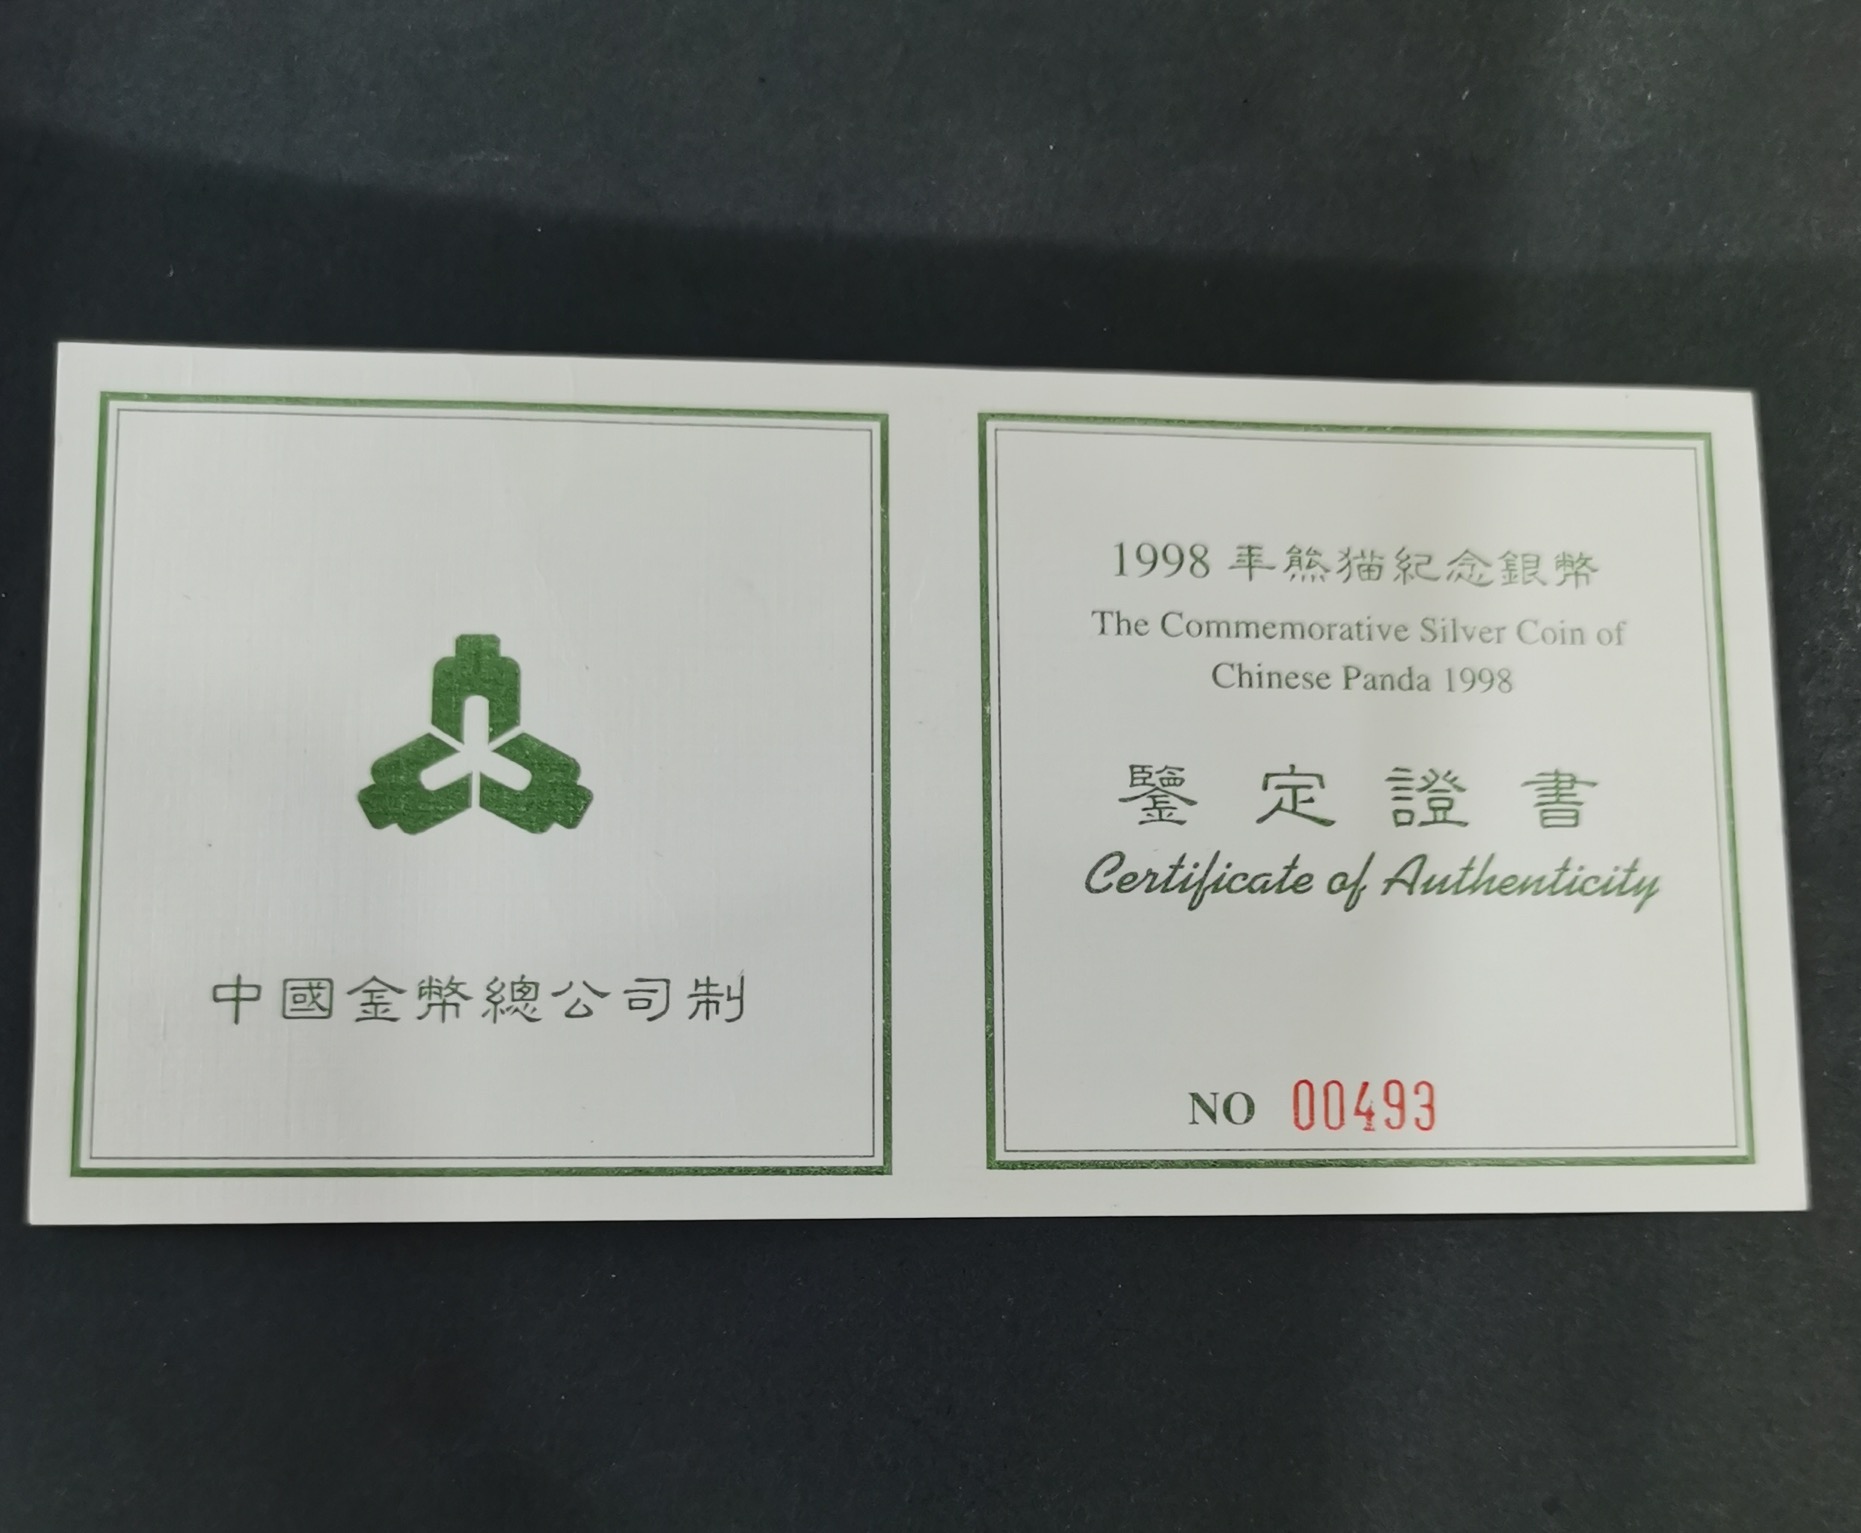 中國金幣總公司制
1998 年熊猫紀念銀幣
The Commemorative Silver Coin of
Chinese Panda 1998
鑒定證書
Certificate of Authenticity
NO 00493